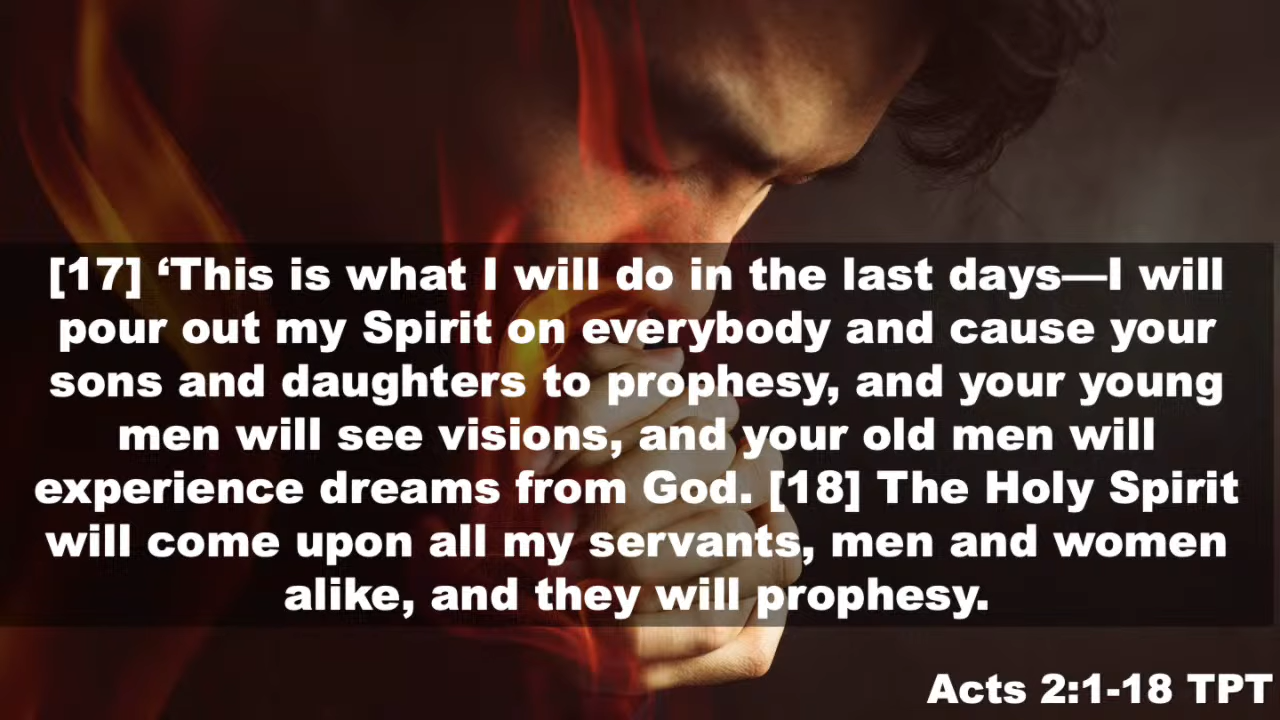 [17] ‘This is what I will do in the last days—I will
pour out my Spirit on everybody and cause your
sons and daughters to prophesy, and your young
men will see visions, and your old men will
experience dreams from God. [18] The Holy Spirit
will come upon all my servants, men and women
alike, and they will prophesy.
Acts 2:1-18 TPT